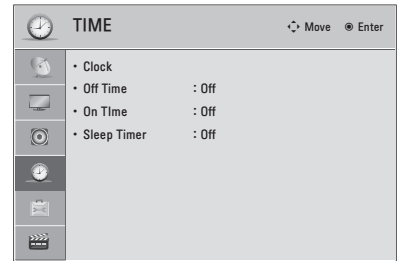 TIME Move Enter
• Clock
• Off Time : Off
• On TIme : Off
• Sleep Timer : Off